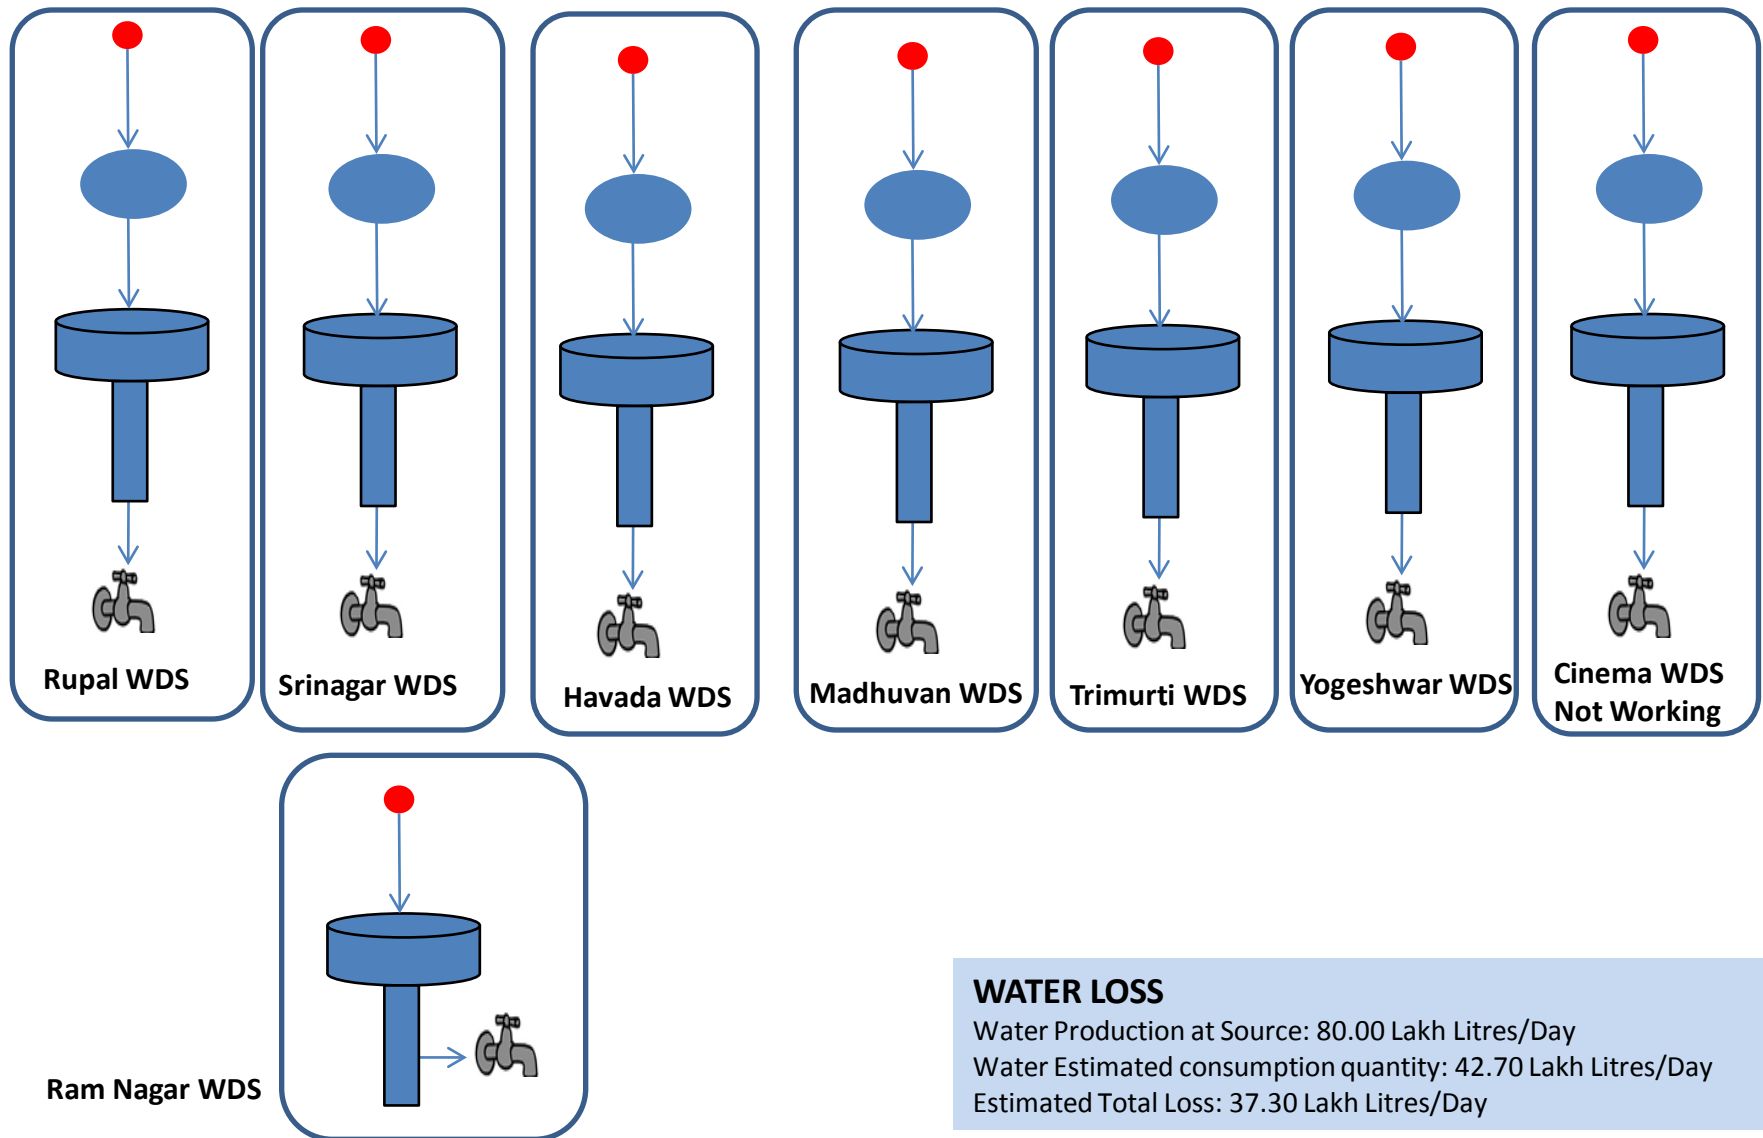 Rupal WDS
Srinagar WDS
Havada WDS
Madhuvan WDS
Trimurti WDS
Yogeshwar WDS
Cinema WDS
Not Working
Ram Nagar WDS
WATER LOSS
Water Production at Source: 80.00 Lakh Litres/Day
Water Estimated consumption quantity: 42.70 Lakh Litres/Day
Estimated Total Loss: 37.30 Lakh Litres/Day